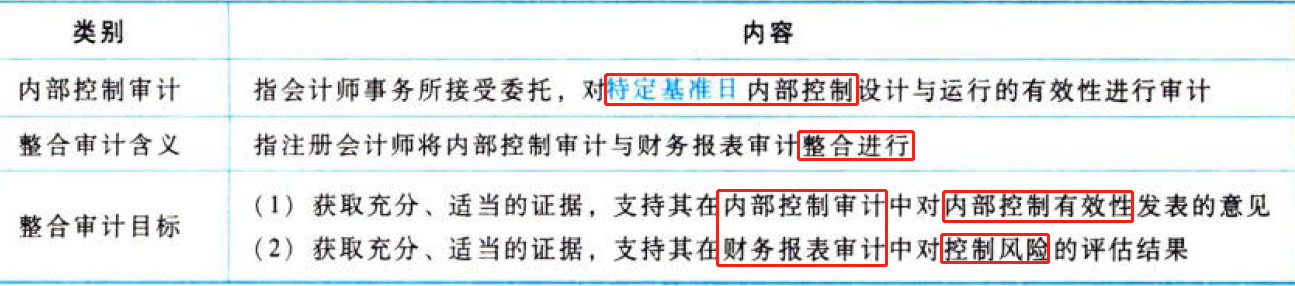 类别 内容
内部控制审计 指会计师事务所接受委托，对特定基准日内部控制设计与运行的有效性进行审计
整合审计含义 指注册会计师将内部控制审计与财务报表审计整合进行
整合审计目标 （1）获取充分、适当的证据，支持其在内部控制审计中对内部控制有效性发表的意见
（2）获取充分、适当的证据，支持其在财务报表审计中对控制风险的评估结果